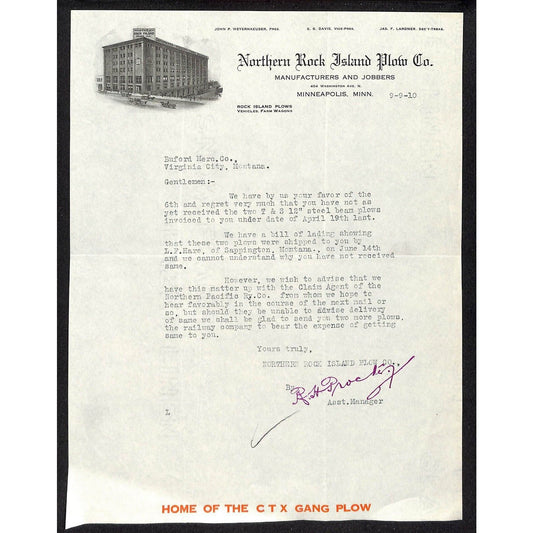 JOHN P. WEYERHAEUSER, PRES. S. S. DAVIS, VICE-PRES. JAS. F. LARDNER, SEC'Y-TREAS.
Northern Rock Island Plow Co.
MANUFACTURERS AND JOBBERS
404 WASHINGTON AVE. N.
MINNEAPOLIS, MINN. 9-9-10
ROCK ISLAND PLOWS
VEHICLES. FARM WAGONS
Buford Merc.Co.,
Virginia City, Montana.
Gentlemen:-
We have by us your favor of the
6th and regret very much that you have not as
yet received the two T & S 12" steel beam plows
invoiced to you under date of April 19th last.
We have a bill of lading showing
that these two plows were shipped to you by
L.F.Hare, of Sappington, Montana., on June 14th
and we cannot understand why you have not received
same.
However, we wish to advise that we
have this matter up with the Claim Agent of the
Northern Pacific Ry.Co. from whom we hope to
hear favorably in the course of the next mail or
so, but should they be unable to advise delivery
of same we shall be glad to send you two more plows,
the railway company to bear the expense of getting
same to you.
Yours truly,
NORTHERN ROCK ISLAND PLOW CO.,
By
Asst.Manager
L
HOME OF THE C T X GANG PLOW